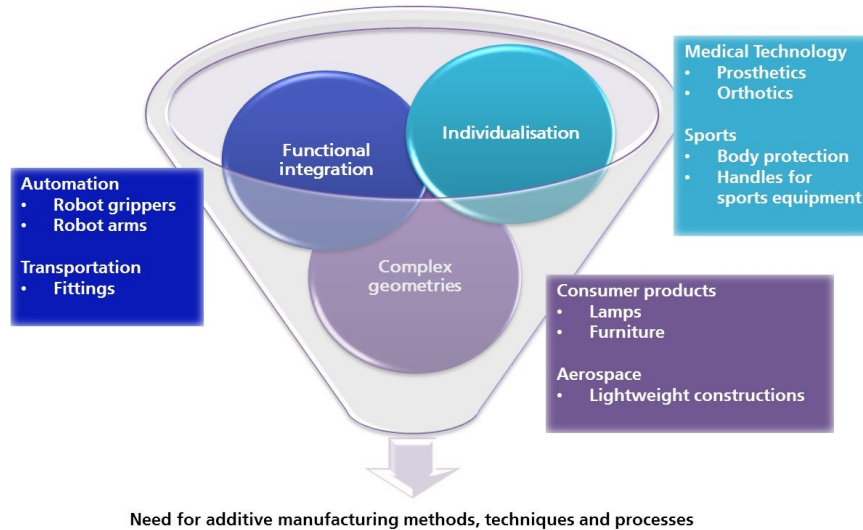 Medical Technology
• Prosthetics
• Orthotics
Sports
• Body protection
• Handles for
sports equipment
Individualisation
Functional
integration
Automation
• Robot grippers
• Robot arms
Transportation
• Fittings
Complex
geometries
Consumer products
• Lamps
• Furniture
Aerospace
• Lightweight constructions
Need for additive manufacturing methods, techniques and processes